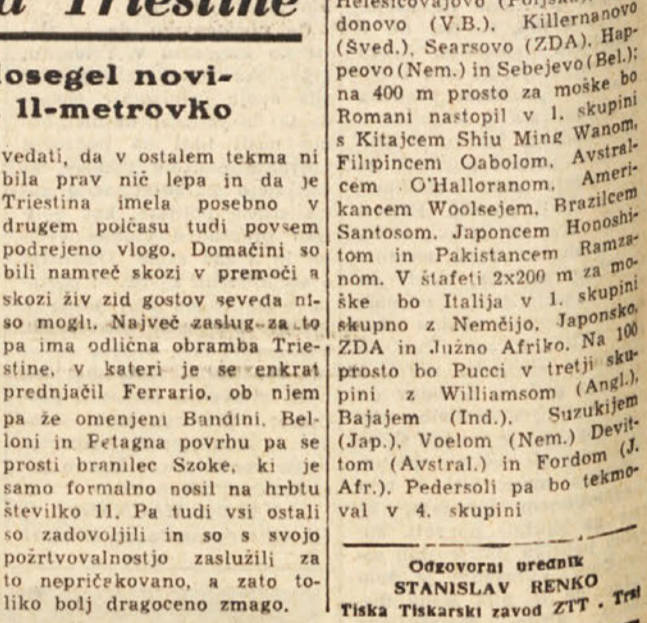 Triestine
dosegel novi-
11-metrovko
vedati, da v ostalem tekma ni
bila prav nič lepa in da je
Triestina imela posebno v
drugem polčasu tudi povsem
podrejeno vlogo. Domačini so
bili namreč skozi v premoči a
skozi živ zid gostov seveda ni-
so mogli. Največ zaslug za to
pa ima odlična obramba Trie-
stine, v kateri je se enkrat
prednjačil Ferrario, ob njem
pa že omenjeni Bandini, Bel-
loni in Petagna povrhu pa se
prosti branilec Szoke, ki je
samo formalno nosil na hrbtu
številko 11. Pa tudi vsi ostali
so zadovoljili in so s svojo
požrtvovalnostjo zaslužili za
to nepričakovano, a zato to-
liko bolj dragoceno zmago.
donovo (V.B.), Killernanovo
(Šved.), Searsovo (ZDA), Hap-
peovo (Nem.) in Sebejevo (Bel.);
na 400 m prosto za moške bo
Romani nastopil v 1. skupini
s Kitajcem Shiu Ming Wanom,
Filipincem Oabolom, Avstral-
cem O'Halloranom, Ameri-
kancem Woolsejem, Brazilcem
Santosom, Japoncem Honoshi-
tom in Pakistancem Ramza-
nom. V štafeti 2x200 m za mo-
ške bo Italija v 1. skupini
skupno z Nemčijo, Japonsko,
ZDA in Južno Afriko. Na 100
prosto bo Pucci v tretji sku-
pini z Williamsom (Angl.),
Bajajem (Ind.), Suzukijem
(Jap.), Voelom (Nem.) Devit-
tom (Avstral.) in Fordom (J.
Afr.). Pedersoli pa bo tekmo-
val v 4. skupini
Odgovorni urednik
STANISLAV RENKO
Tiska Tiskarski zavod ZTT - Trst